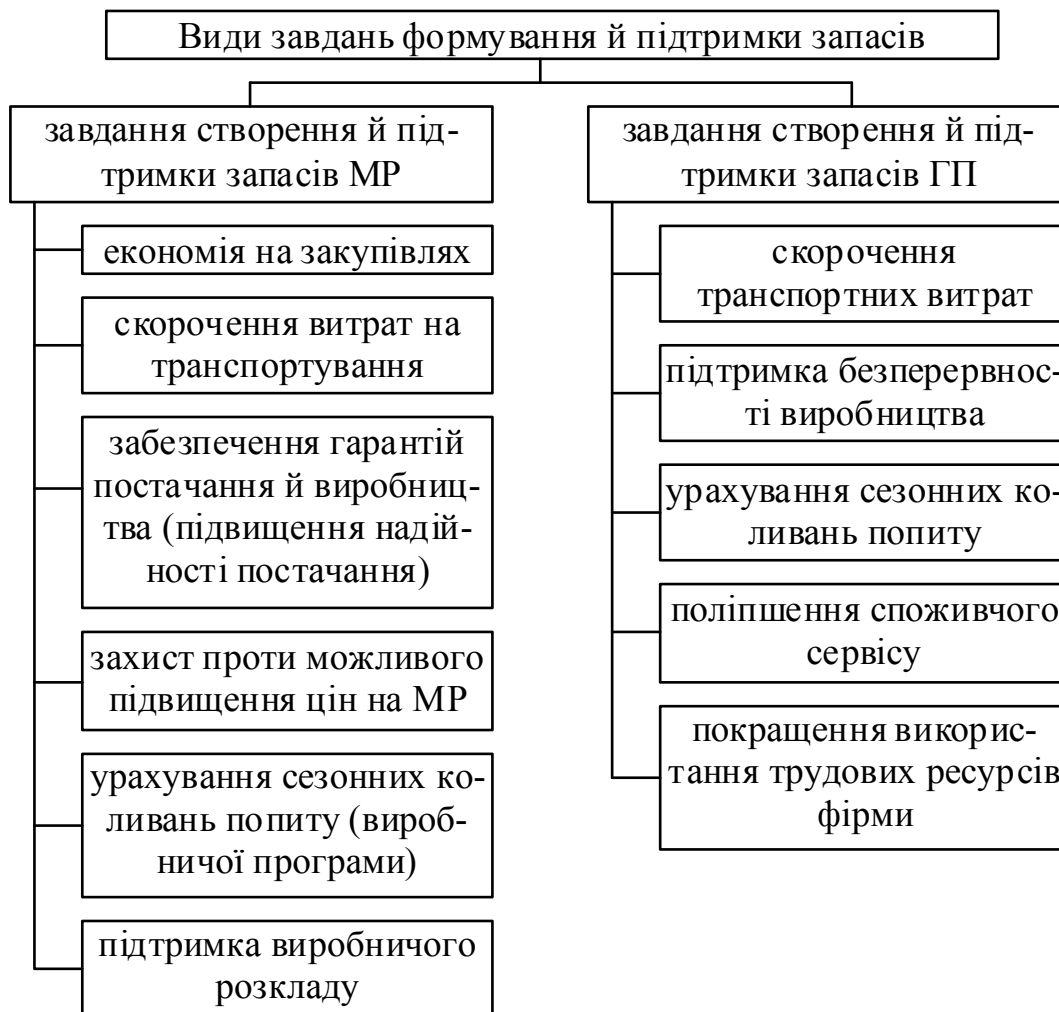 Види завдань формування й підтримки запасів
завдання створення й під-
тримки запасів МР
економія на закупівлях
скорочення витрат на
транспортування
забезпечення гарантій
постачання й виробниц-
тва (підвищення надій-
ності постачання)
захист проти можливого
підвищення цін на МР
урахування сезонних ко-
ливань попиту (вироб-
ничої програми)
підтримка виробничого
розкладу
завдання створення й під-
тримки запасів ГП
скорочення
транспортних витрат
підтримка безперервнос-
ті виробництва
урахування сезонних ко-
ливань попиту
поліпшення споживчого
сервісу
покращення використ-
тання трудових ресурсів
фірми